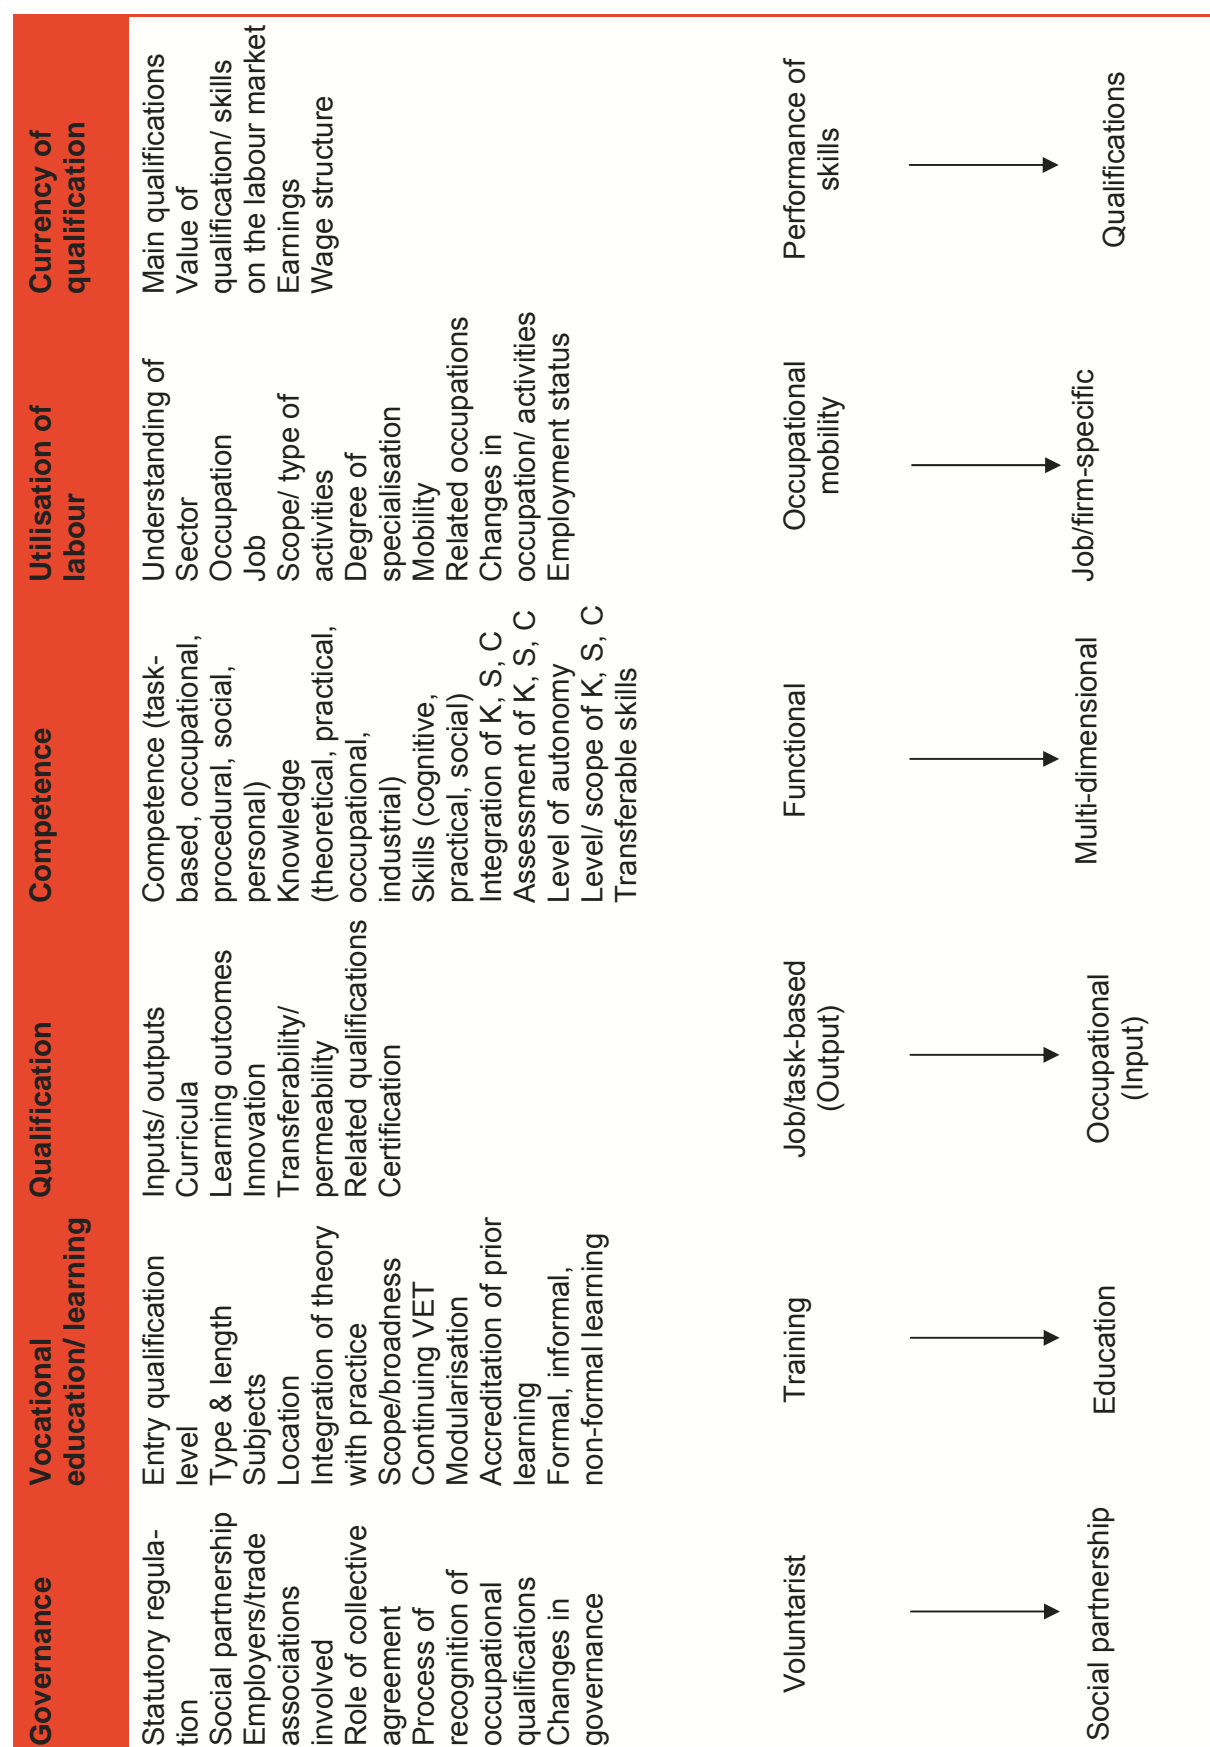 Governance
Statutory regula-
tion
Social partnership
Employers/trade
associations
involved
Role of collective
agreement
Process of
recognition of
occupational
qualifications
Changes in
governance
Voluntarist
Social partnership
Vocational
education/ learning
Entry qualification
level
Type & length
Subjects
Location
Integration of theory
with practice
Scope/broadness
Continuing VET
Modularisation
Accreditation of prior
learning
Formal, informal,
non-formal learning
Training
Education
Qualification
Inputs/ outputs
Curricula
Learning outcomes
Innovation
Transferability/
permeability
Related qualifications
Certification
Job/task-based
(Output)
Occupational
(Input)
Competence
Competence (task-
based, occupational,
procedural, social,
personal)
Knowledge
(theoretical, practical,
occupational,
industrial)
Skills (cognitive,
practical, social)
Integration of K, S, C
Assessment of K, S, C
Level of autonomy
Level/ scope of K, S, C
Transferable skills
Functional
Multi-dimensional
Utilisation of
labour
Understanding of
Sector
Occupation
Job
Scope/ type of
activities
Degree of
specialisation
Mobility
Related occupations
Changes in
occupation/ activities
Employment status
Occupational
mobility
Job/firm-specific
Currency of
qualification
Main qualifications
Value of
qualification/ skills
on the labour market
Earnings
Wage structure
Performance of
skills
Qualifications